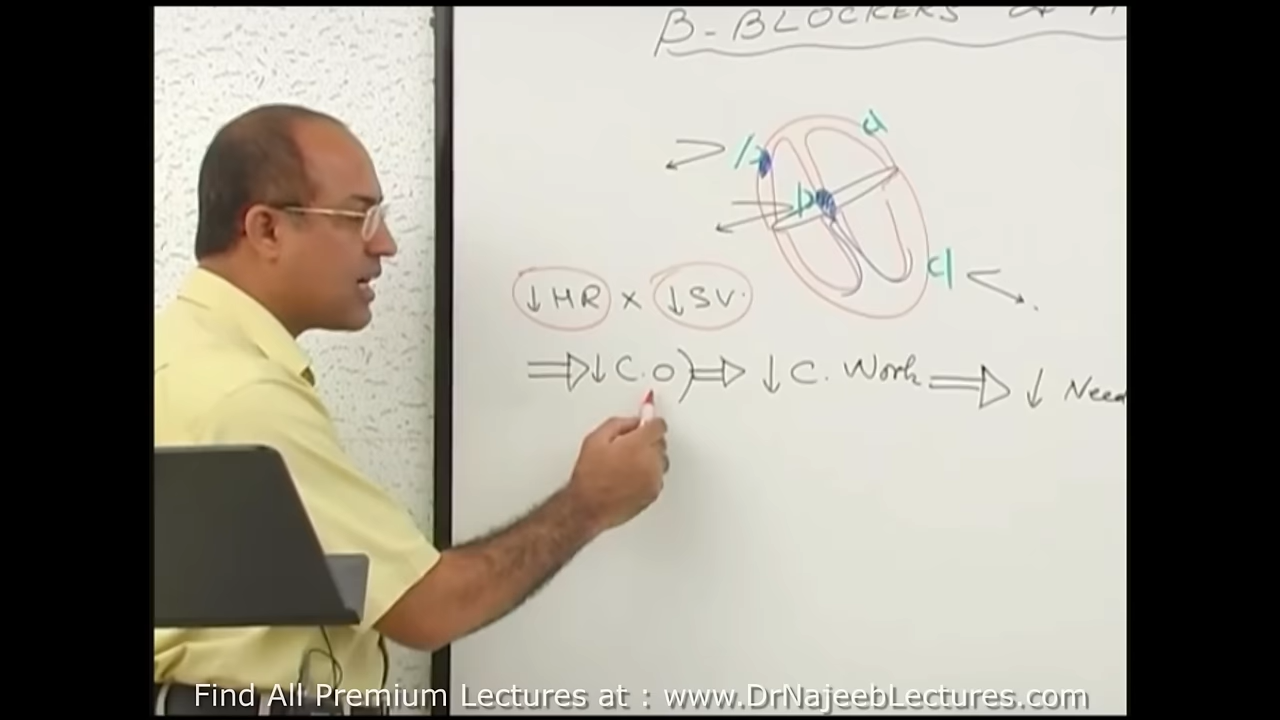 β-BLOCKERS
β
β
↓ HR × ↓ SV.
⇒ ↓ C.O) ⇒ ↓ C. Work ⇒ ↓ Need
Find All Premium Lectures at : www.DrNajeebLectures.com